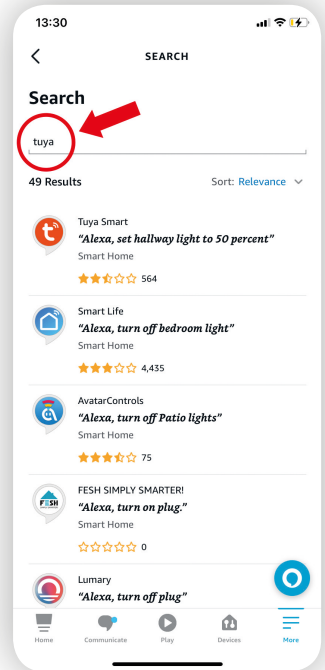 13:30
SEARCH
Search
tuya
49 Results
Sort: Relevance
Tuya Smart
“Alexa, set hallway light to 50 percent”
Smart Home
564
Smart Life
“Alexa, turn off bedroom light”
Smart Home
4,435
AvatarControls
“Alexa, turn off Patio lights”
Smart Home
75
FESH
FESH SIMPLY SMARTER!
“Alexa, turn on plug.”
Smart Home
0
Lumary
“Alexa, turn off plug”
Home
Communicate
Play
Devices
More